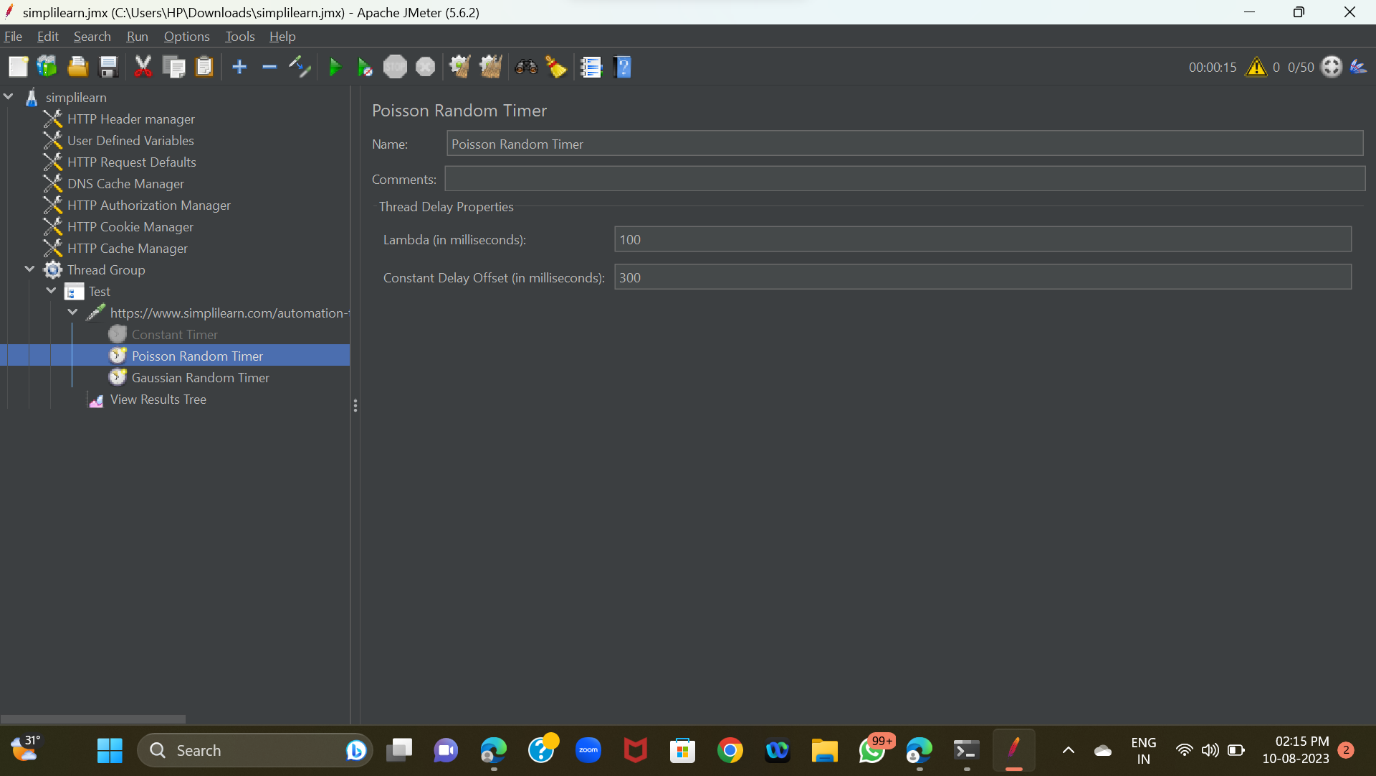 simplilearn.jmx (C:\Users\HP\Downloads\simplilearn.jmx) - Apache JMeter (5.6.2)
File Edit Search Run Options Tools Help
00:00:15 0 0/50
simplilearn
HTTP Header manager
User Defined Variables
HTTP Request Defaults
DNS Cache Manager
HTTP Authorization Manager
HTTP Cookie Manager
HTTP Cache Manager
Thread Group
Test
https://www.simplilearn.com/automation-
Constant Timer
Poisson Random Timer
Gaussian Random Timer
View Results Tree
Poisson Random Timer
Name: Poisson Random Timer
Comments:
Thread Delay Properties
Lambda (in milliseconds): 100
Constant Delay Offset (in milliseconds): 300
31°
Search
zoom
99+
ENG
IN
02:15 PM
10-08-2023
2